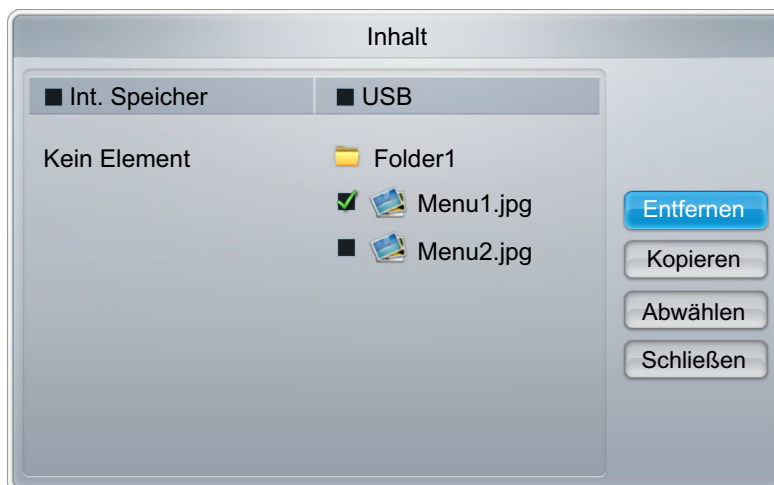 Inhalt
Int. Speicher USB
Kein Element Folder1
Menu1.jpg
Menu2.jpg
Entfernen
Kopieren
Abwählen
Schließen